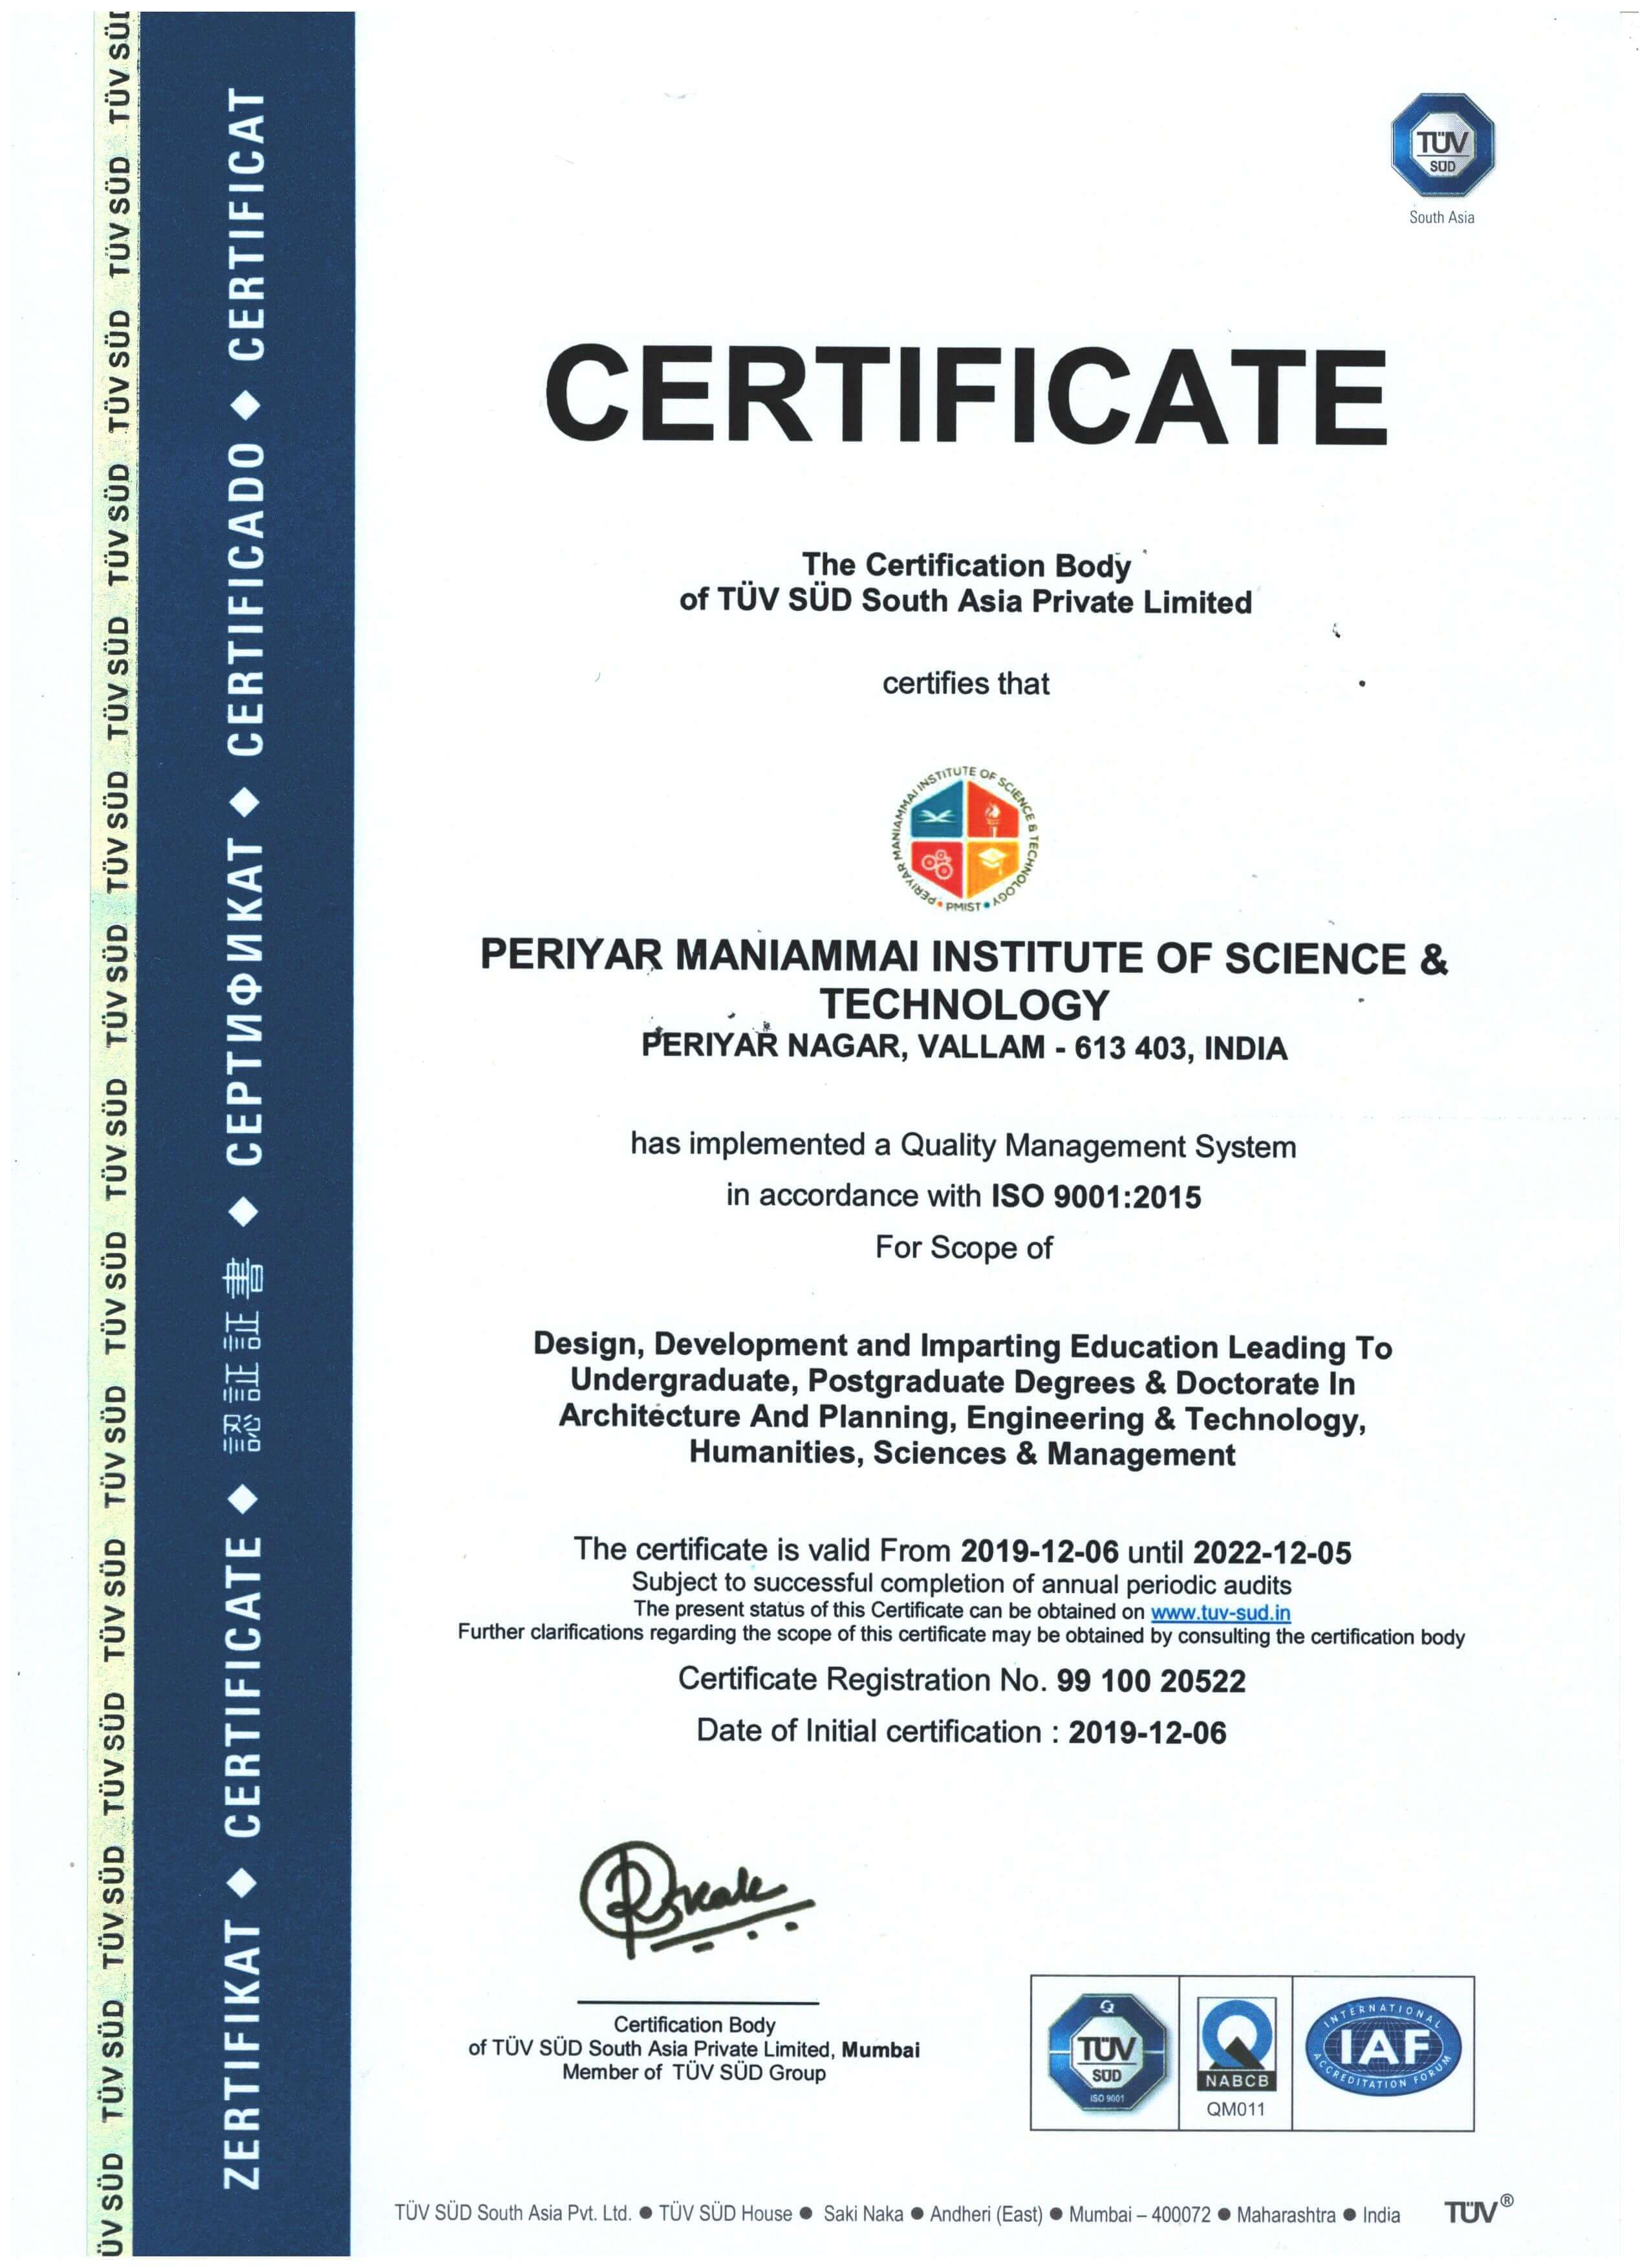 TÜV SÜD TÜV SÜD TÜV SÜD TÜV SÜD TÜV SÜD TÜV SÜD TÜV SÜD TÜV SÜD TÜV SÜD TÜV SÜD TÜV SÜD TÜV SÜD TÜV SÜD TÜV SÜD
ZERTIFIKAT ◆ CERTIFICATE ◆ 認証証書 ◆ СЕРТИФИКАТ ◆ CERTIFICADO ◆ CERTIFICAT
TÜV
SÜD
South Asia
CERTIFICATE
The Certification Body
of TÜV SÜD South Asia Private Limited
certifies that
PERIYAR MANIAMMAI INSTITUTE OF SCIENCE & TECHNOLOGY
• PMIST •
PERIYAR MANIAMMAI INSTITUTE OF SCIENCE &
TECHNOLOGY
PERIYAR NAGAR, VALLAM - 613 403, INDIA
has implemented a Quality Management System
in accordance with ISO 9001:2015
For Scope of
Design, Development and Imparting Education Leading To
Undergraduate, Postgraduate Degrees & Doctorate In
Architecture And Planning, Engineering & Technology,
Humanities, Sciences & Management
The certificate is valid From 2019-12-06 until 2022-12-05
Subject to successful completion of annual periodic audits
The present status of this Certificate can be obtained on www.tuv-sud.in
Further clarifications regarding the scope of this certificate may be obtained by consulting the certification body
Certificate Registration No. 99 100 20522
Date of Initial certification : 2019-12-06
Certification Body
of TÜV SÜD South Asia Private Limited, Mumbai
Member of TÜV SÜD Group
Q
TÜV
SÜD
ISO 9001
NABCB
QM011
INTERNATIONAL
IAF
ACCREDITATION FORUM
TÜV SÜD South Asia Pvt. Ltd. ● TÜV SÜD House ● Saki Naka ● Andheri (East) ● Mumbai – 400072 ● Maharashtra ● India TÜV®